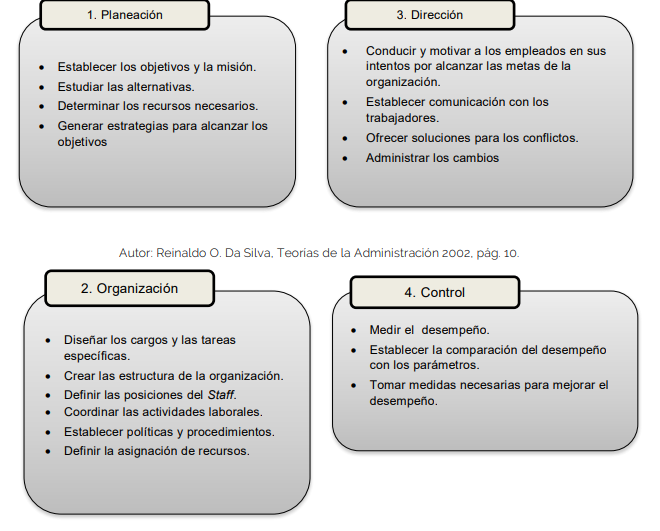 1. Planeación
Establecer los objetivos y la misión.
Estudiar las alternativas.
Determinar los recursos necesarios.
Generar estrategias para alcanzar los
objetivos
3. Dirección
Conducir y motivar a los empleados en sus
intentos por alcanzar las metas de la
organización.
Establecer comunicación con los
trabajadores.
Ofrecer soluciones para los conflictos.
Administrar los cambios
Autor: Reinaldo O. Da Silva, Teorías de la Administración 2002, pág. 10.
2. Organización
Diseñar los cargos y las tareas
específicas.
Crear las estructura de la organización.
Definir las posiciones del Staff.
Coordinar las actividades laborales.
Establecer políticas y procedimientos.
Definir la asignación de recursos.
4. Control
Medir el  desempeño.
Establecer la comparación del desempeño
con los parámetros.
Tomar medidas necesarias para mejorar el
desempeño.